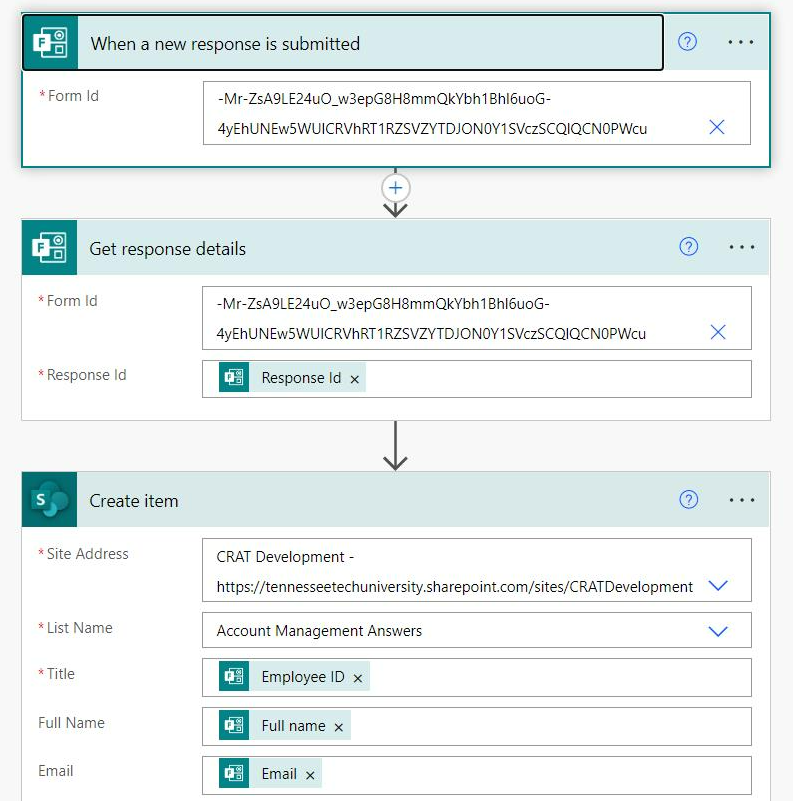 When a new response is submitted
* Form Id
-Mr-ZsA9LE24uO_w3epG8H8mmQkYbh1Bhl6uoG-
4yEhUNEw5WUlCRVhRT1RZSVZYTDJON0Y1SVczSCQlQCN0PWcu
Get response details
* Form Id
-Mr-ZsA9LE24uO_w3epG8H8mmQkYbh1Bhl6uoG-
4yEhUNEw5WUlCRVhRT1RZSVZYTDJON0Y1SVczSCQlQCN0PWcu
* Response Id
Response Id ×
S
Create item
* Site Address
CRAT Development -
https://tennesseetechuniversity.sharepoint.com/sites/CRATDevelopment
* List Name
Account Management Answers
* Title
Employee ID ×
Full Name
Full name ×
Email
Email ×